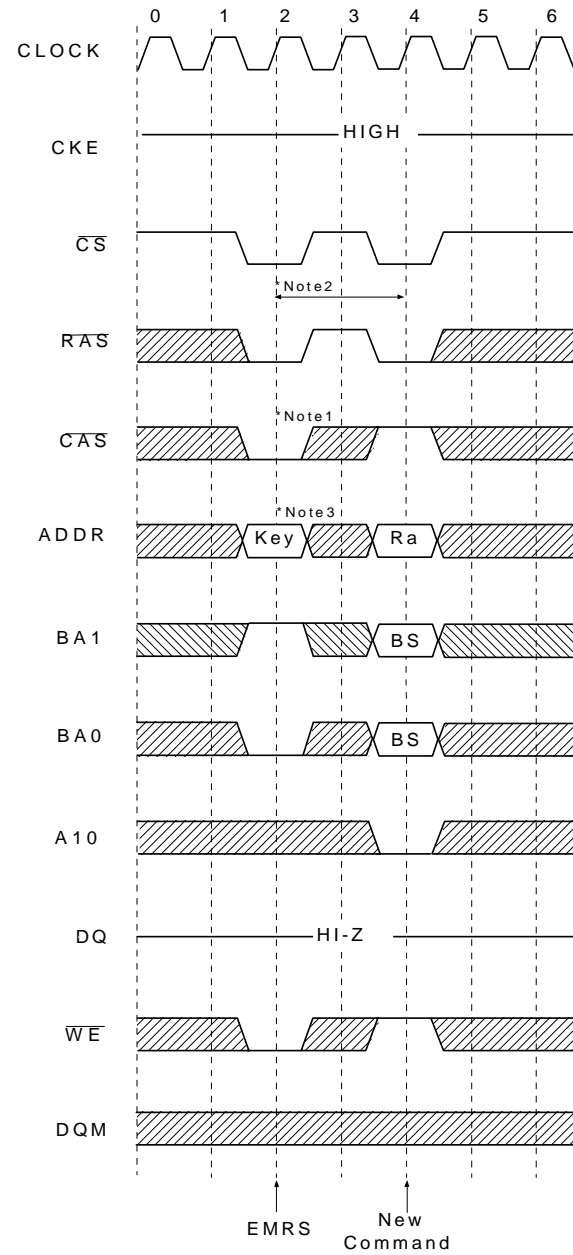 0 1 2 3 4 5 6
CLOCK
HIGH
CKE
CS
*Note2
RAS
*Note1
CAS
*Note3
ADDR Key Ra
BA1 BS
BA0 BS
A10
DQ HI-Z
WE
DQM
EMRS New
Command